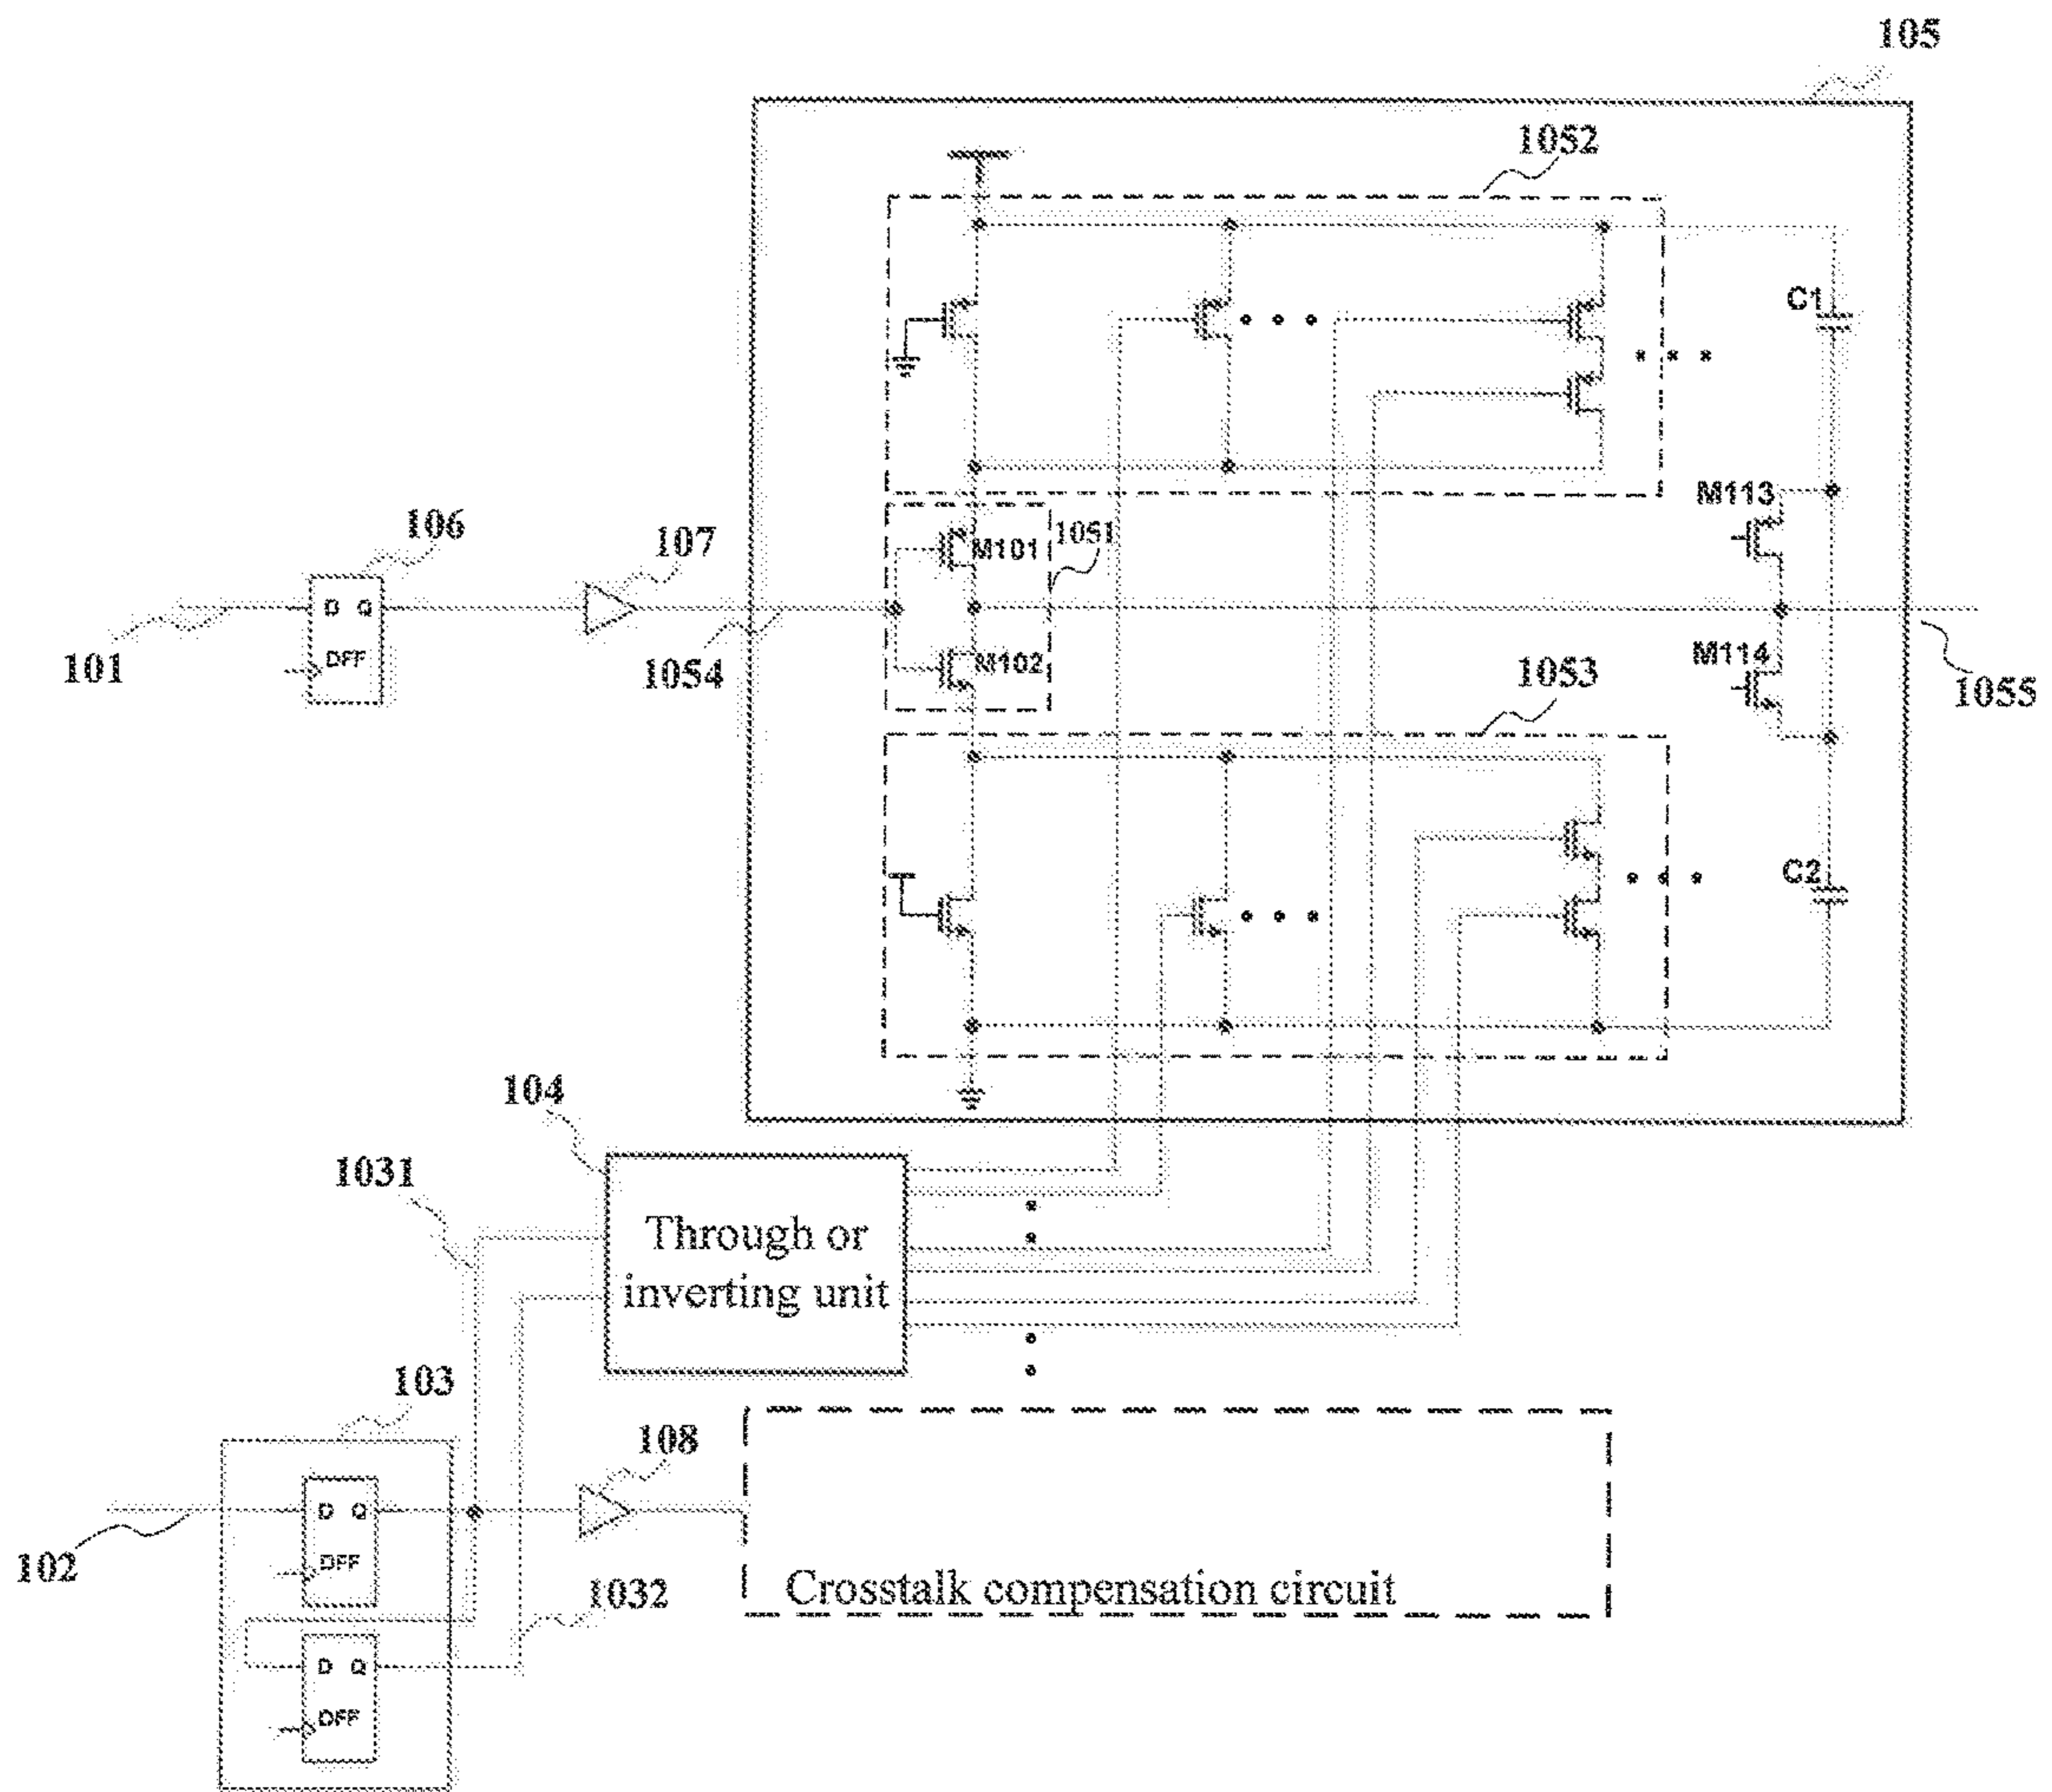 105
1052
C1
M113
106
107
M101
1051
D Q
DFF
101
1054
M102
M114
1053
1055
C2
104
1031
Through or
inverting unit
103
108
D Q
DFF
102
Crosstalk compensation circuit
1032
D Q
DFF